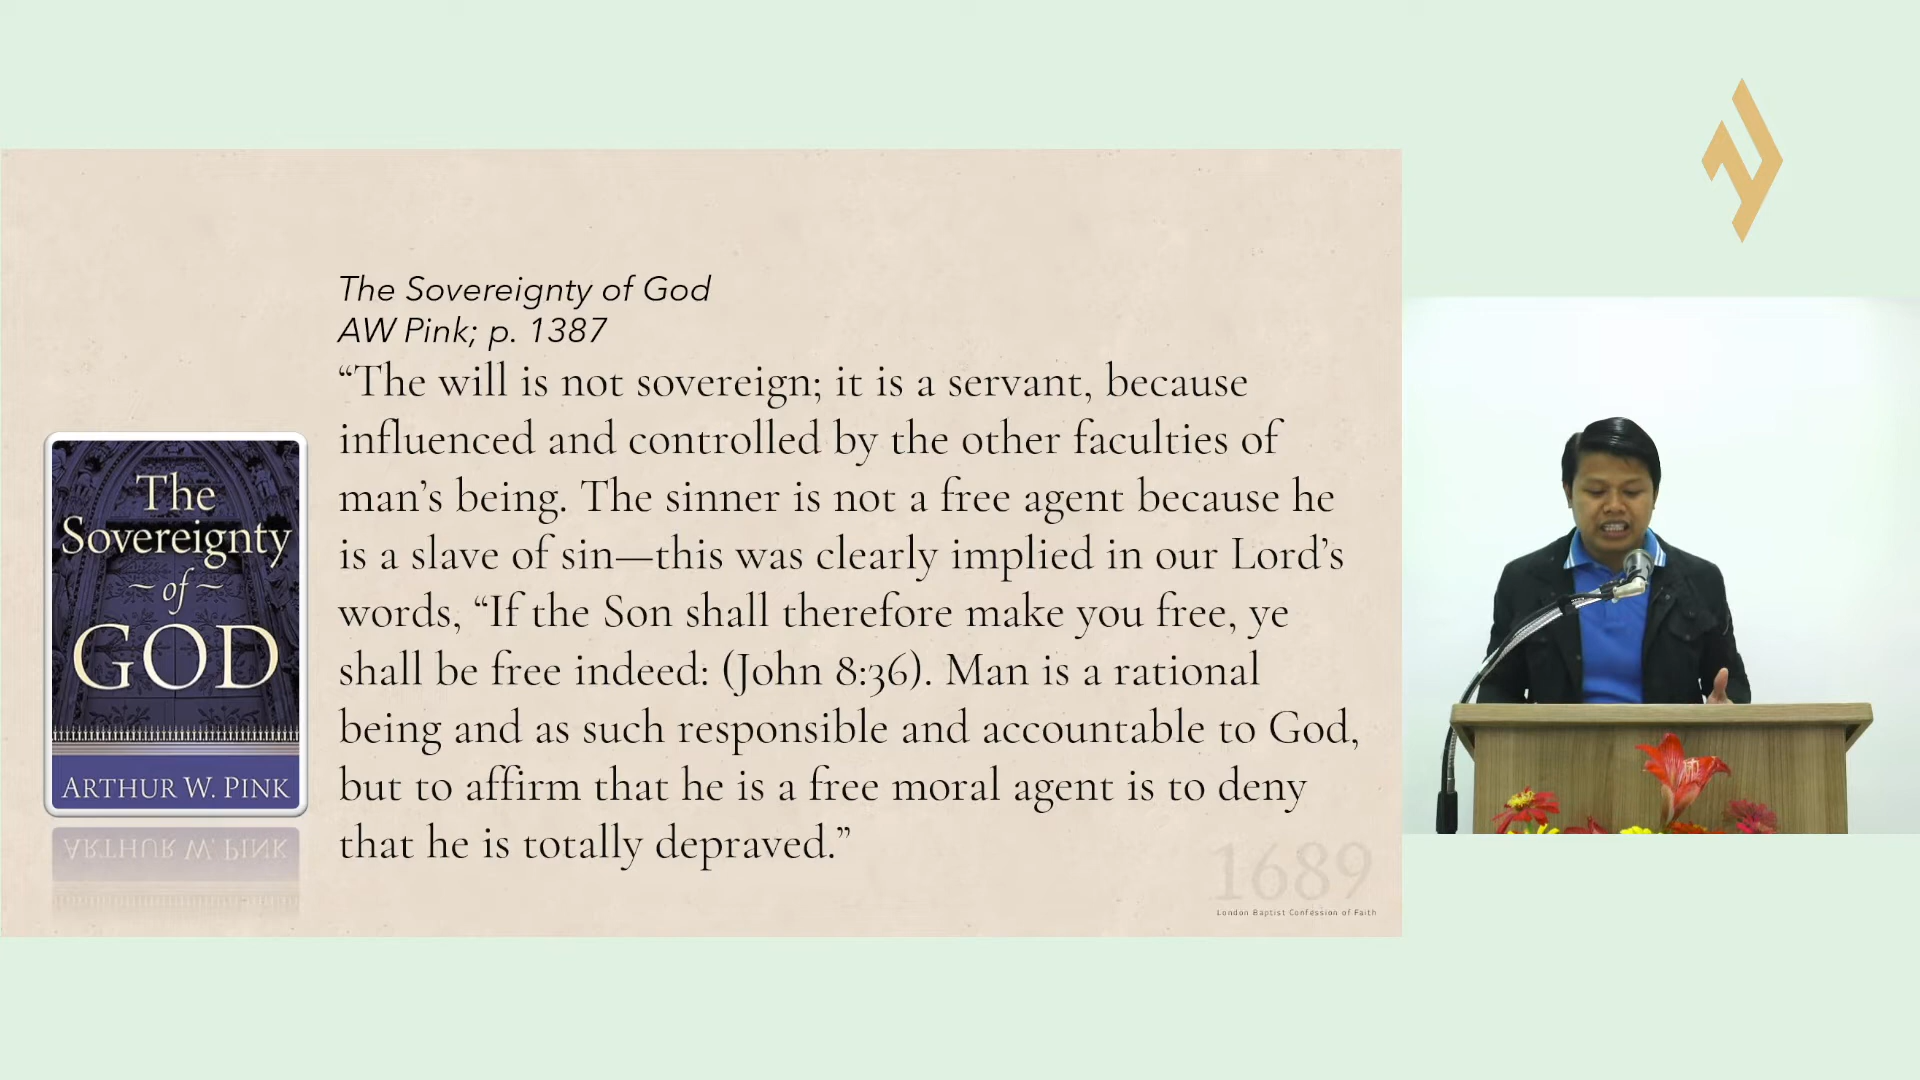 The Sovereignty of God
AW Pink; p. 1387
“The will is not sovereign; it is a servant, because
influenced and controlled by the other faculties of
man’s being. The sinner is not a free agent because he
is a slave of sin—this was clearly implied in our Lord’s
words, “If the Son shall therefore make you free, ye
shall be free indeed: (John 8:36). Man is a rational
being and as such responsible and accountable to God,
but to affirm that he is a free moral agent is to deny
that he is totally depraved.”
The
Sovereignty
~of~
GOD
ARTHUR W. PINK
1689
London Baptist Confession of Faith